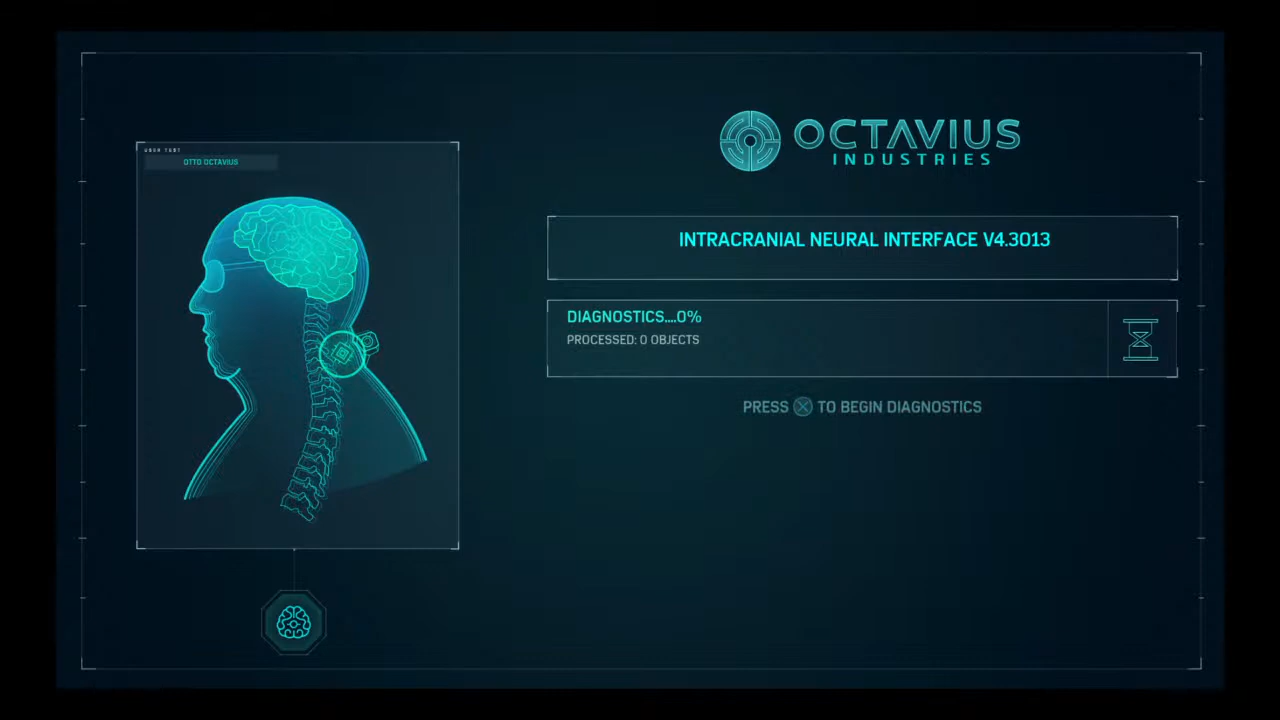 OTTO OCTAVIUS
OCTAVIUS
INDUSTRIES
INTRACRANIAL NEURAL INTERFACE V4.3013
DIAGNOSTICS....0%
PROCESSED: 0 OBJECTS
PRESS TO BEGIN DIAGNOSTICS